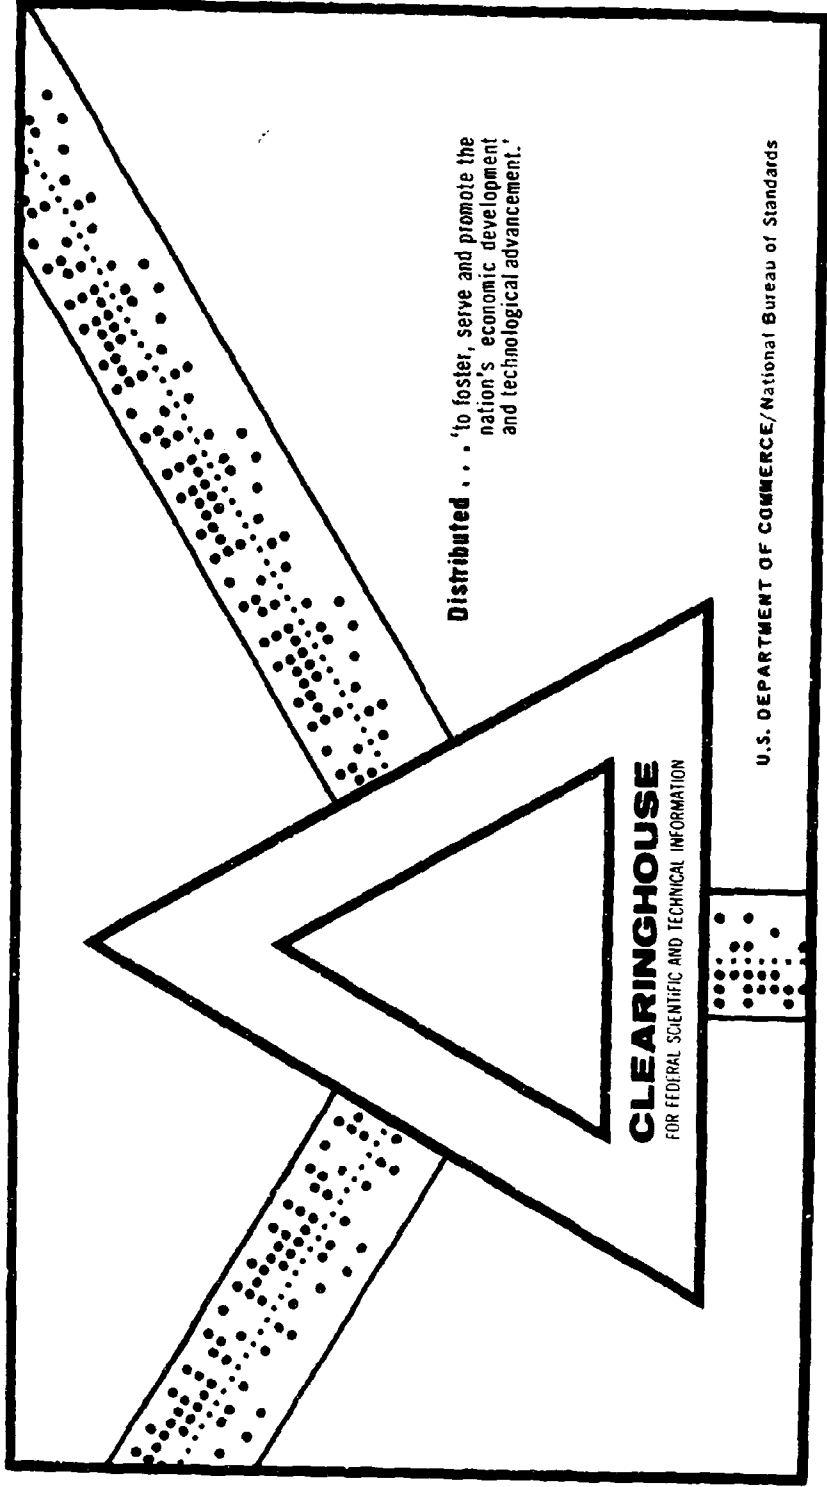 Distributed . . . 'to foster, serve and promote the
nation's economic development
and technological advancement.'
CLEARINGHOUSE
FOR FEDERAL SCIENTIFIC AND TECHNICAL INFORMATION
U.S. DEPARTMENT OF COMMERCE/National Bureau of Standards